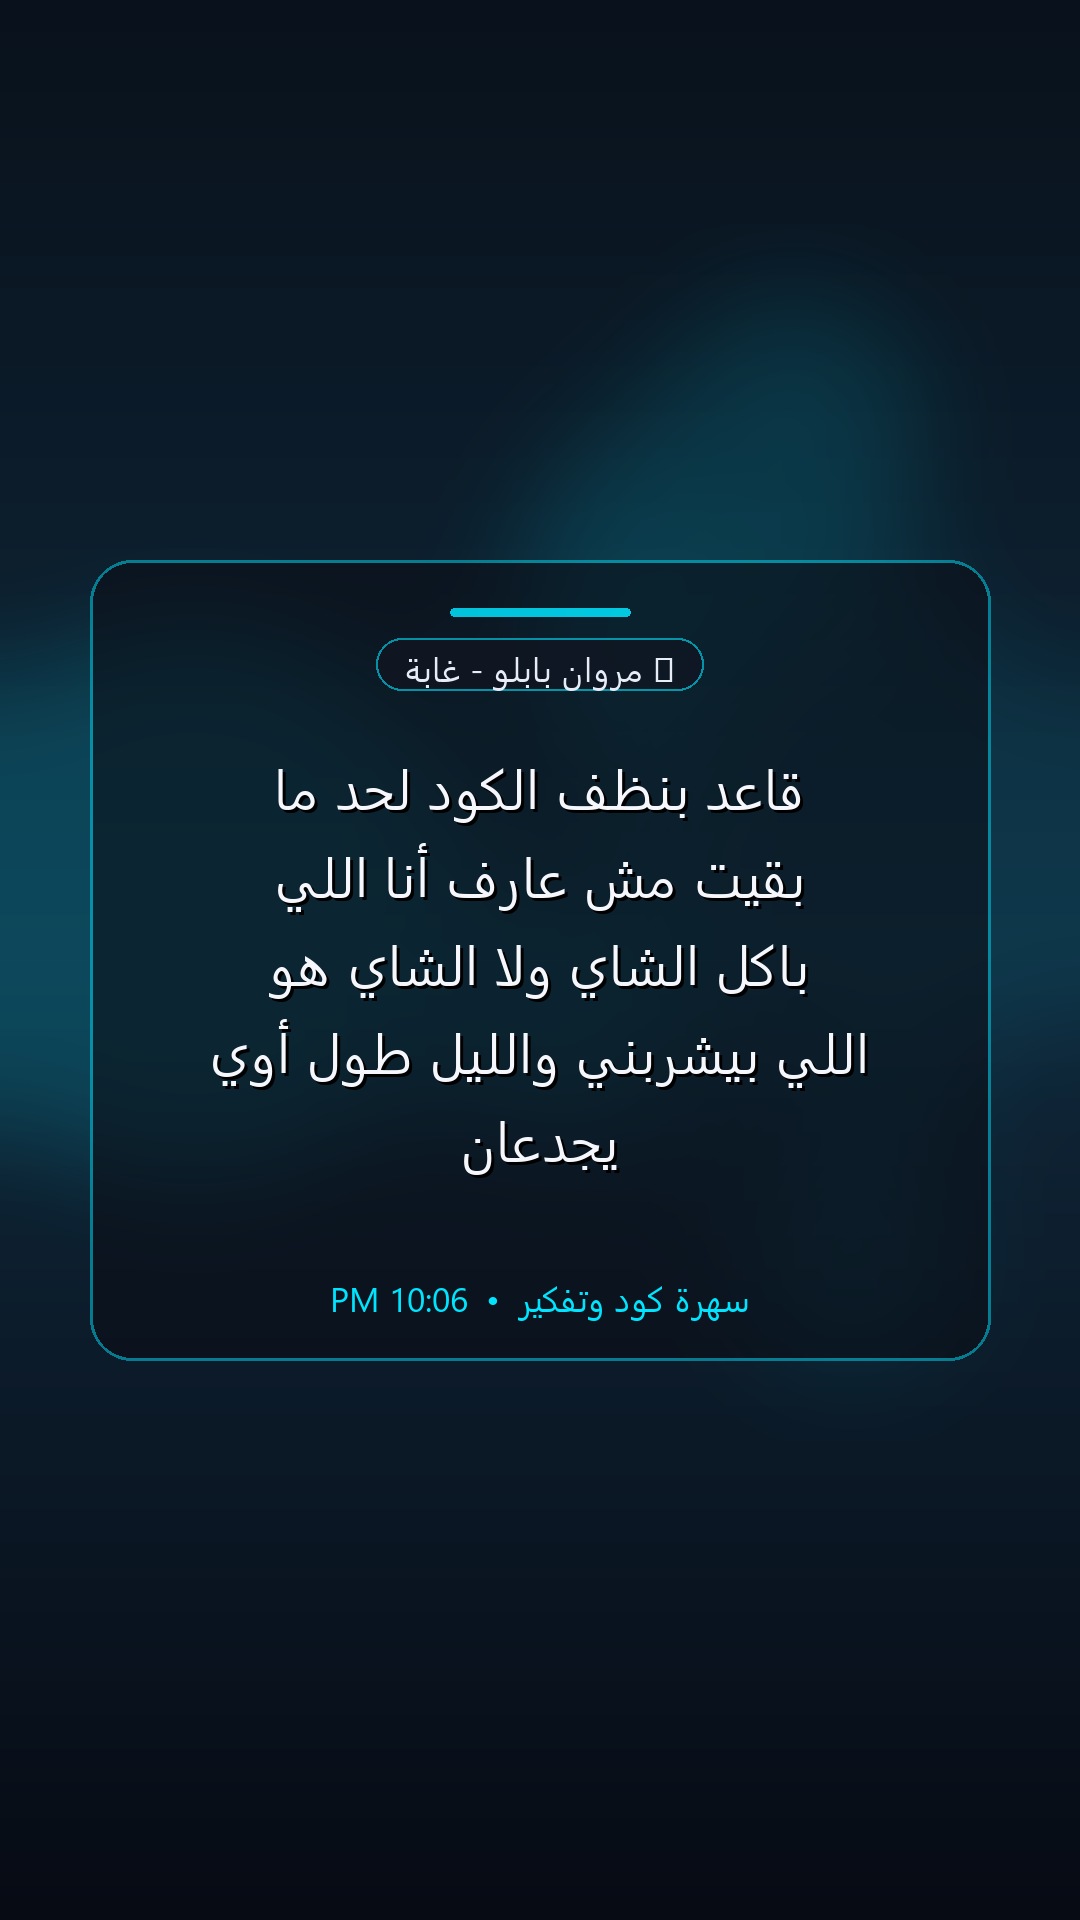 مروان بابلو - غابة
قاعد بنظف الكود لحد ما
بقيت مش عارف أنا اللي
باكل الشاي ولا الشاي هو
اللي بيشربني والليل طول أوي
يجدعان
سهرة كود وتفكير • 10:06 PM